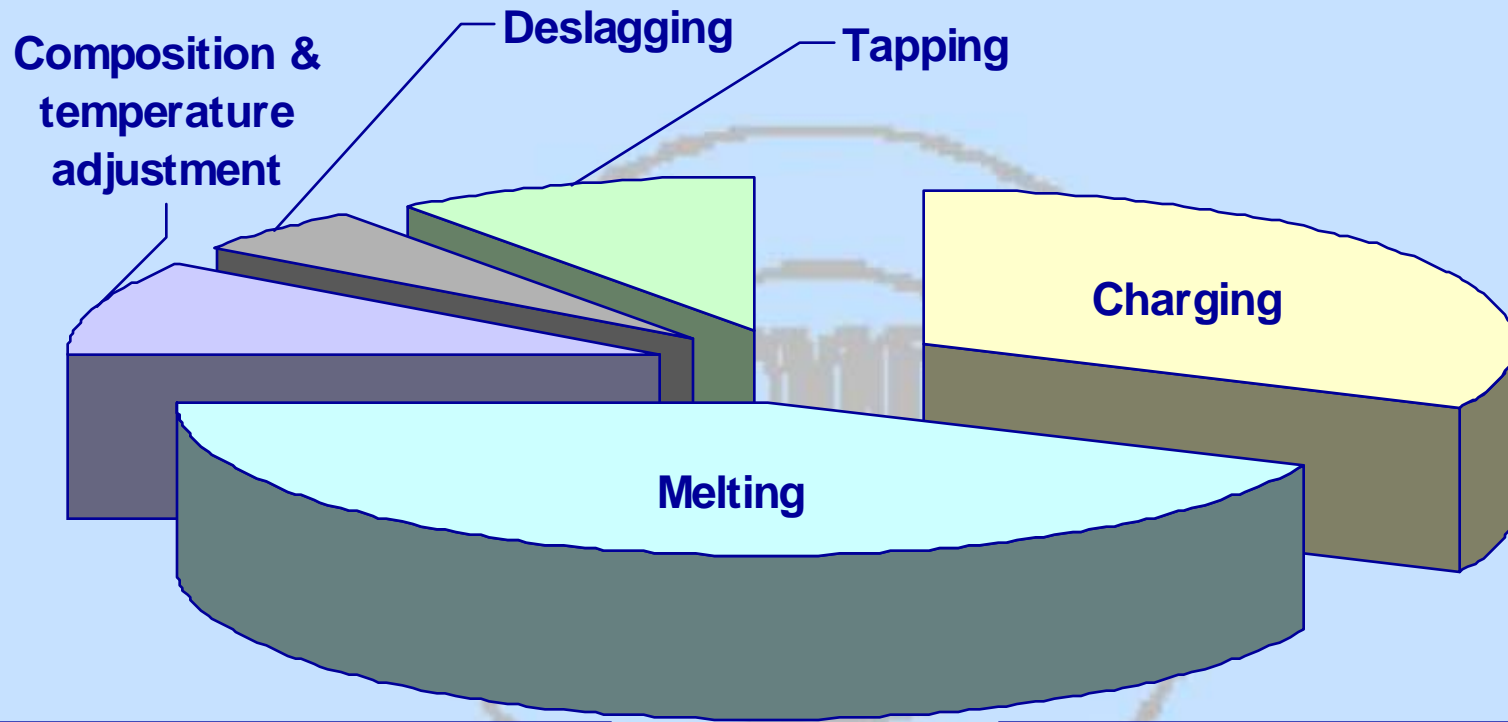 Composition &
temperature
adjustment
Deslagging
Tapping
Charging
Melting